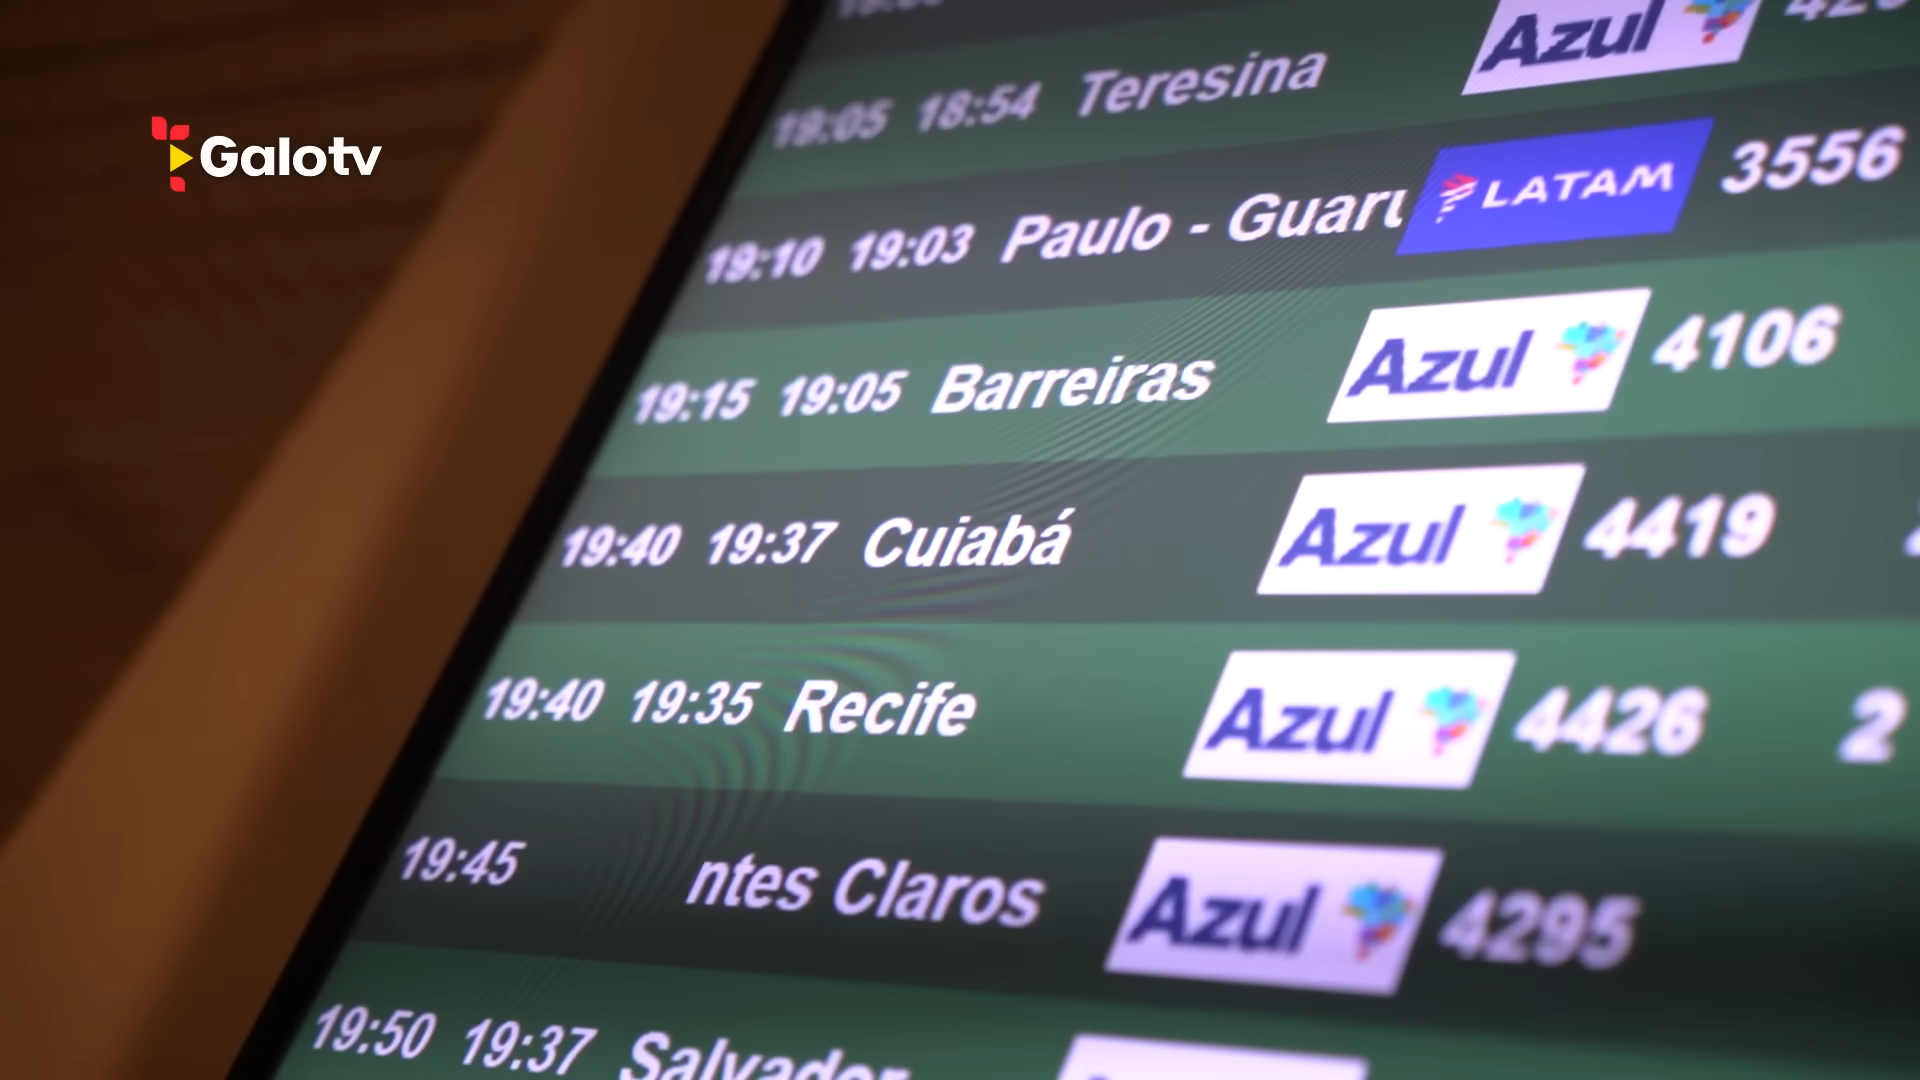 Galotv
19:05 18:54 Teresina Azul
19:10 19:03 Paulo - Guaru LATAM 3556
19:15 19:05 Barreiras Azul 4106
19:40 19:37 Cuiabá Azul 4419
19:40 19:35 Recife Azul 4426 2
19:45 ntes Claros Azul 4295
19:50 19:37 Salvador